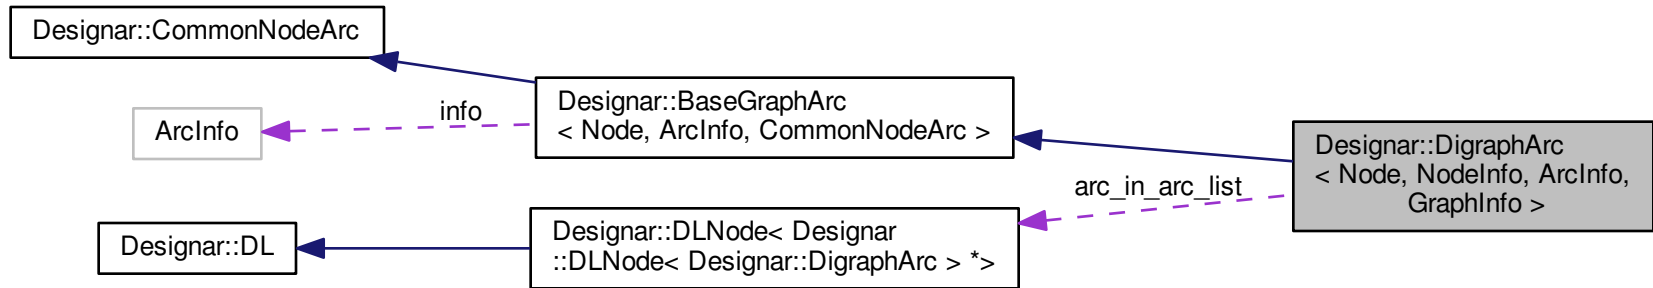 Designar::CommonNodeArc
ArcInfo
info
Designar::BaseGraphArc
< Node, ArcInfo, CommonNodeArc >
Designar::DigraphArc
< Node, NodeInfo, ArcInfo,
GraphInfo >
arc_in_arc_list
Designar::DL
Designar::DLNode< Designar
::DLNode< Designar::DigraphArc > *>